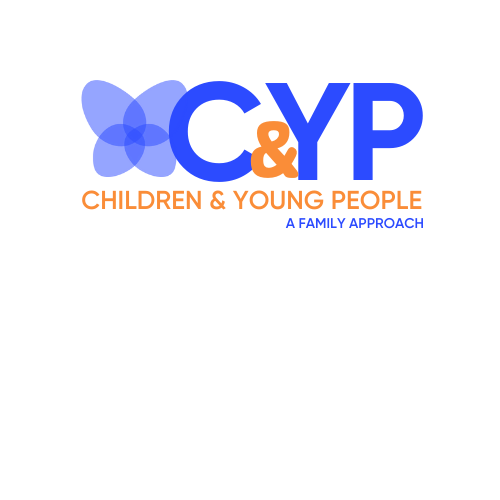 C&YP
CHILDREN & YOUNG PEOPLE
A FAMILY APPROACH